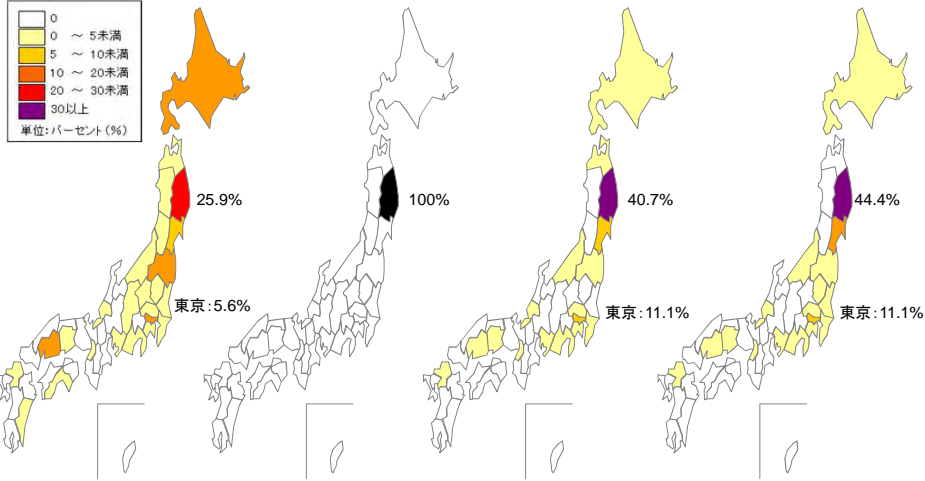 0
0 ～ 5未満
5 ～ 10未満
10 ～ 20未満
20 ～ 30未満
30以上
単位:パーセント(%)
25.9%
100%
40.7%
44.4%
東京:5.6%
東京:11.1%
東京:11.1%